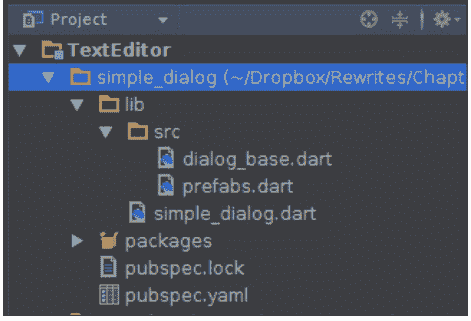 Project
TextEditor
simple_dialog (~/Dropbox/Rewrites/Chapt
lib
src
dialog_base.dart
prefabs.dart
simple_dialog.dart
packages
pubspec.lock
pubspec.yaml